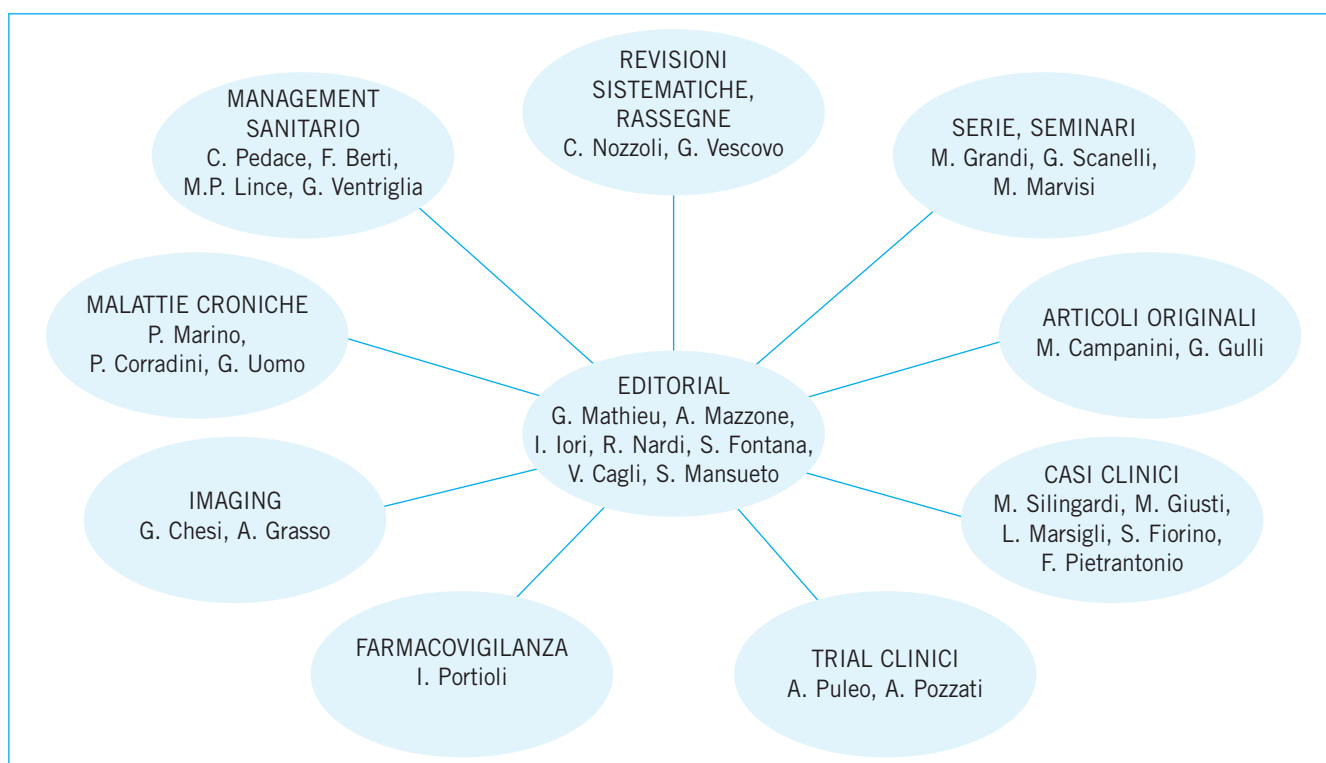 REVISIONI
SISTEMATICHE,
RASSEGNE
C. Nozzoli, G. Vescovo
MANAGEMENT
SANITARIO
C. Pedace, F. Berti,
M.P. Lince, G. Ventriglia
SERIE, SEMINARI
M. Grandi, G. Scanelli,
M. Marvisi
MALATTIE CRONICHE
P. Marino,
P. Corradini, G. Uomo
ARTICOLI ORIGINALI
M. Campanini, G. Gulli
EDITORIAL
G. Mathieu, A. Mazzone,
I. Iori, R. Nardi, S. Fontana,
V. Cagli, S. Mansueto
IMAGING
G. Chesi, A. Grasso
CASI CLINICI
M. Silingardi, M. Giusti,
L. Marsigli, S. Fiorino,
F. Pietrantonio
FARMACOVIGILANZA
I. Portioli
TRIAL CLINICI
A. Puleo, A. Pozzati